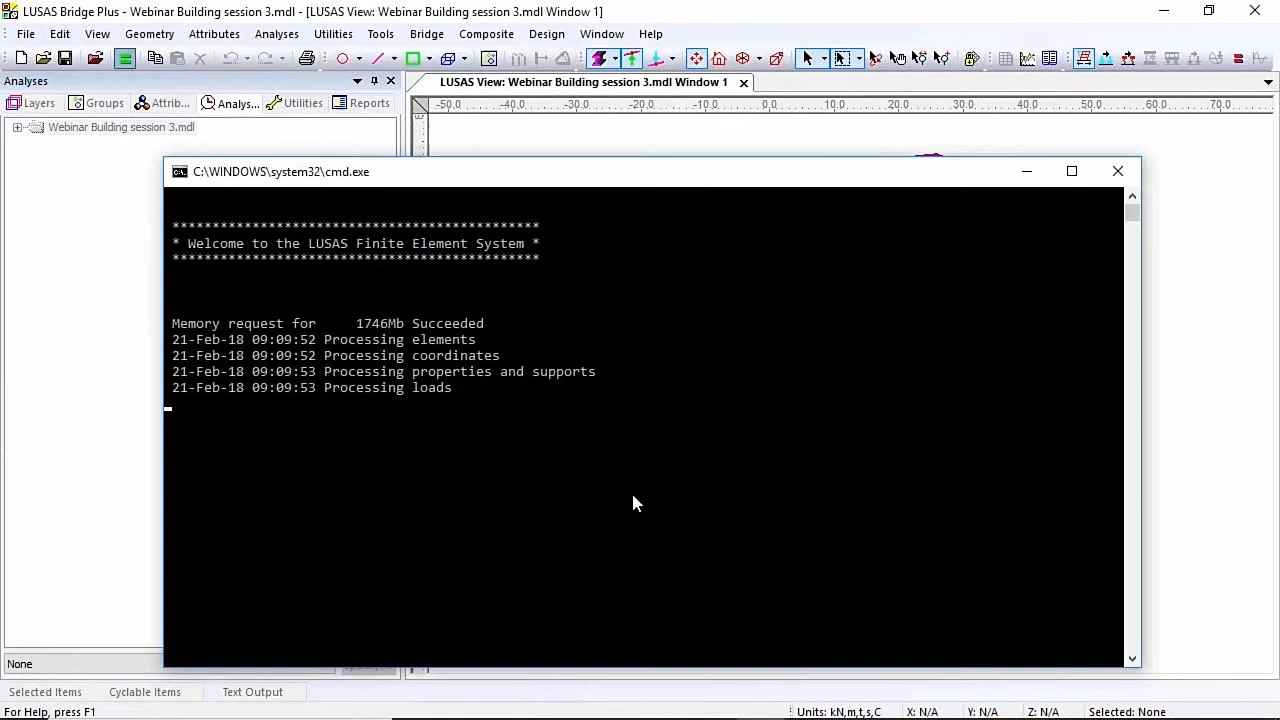 LUSAS Bridge Plus - Webinar Building session 3.mdl - [LUSAS View: Webinar Building session 3.mdl Window 1]
File Edit View Geometry Attributes Analyses Utilities Tools Bridge Composite Design Window Help
Analyses
LUSAS View: Webinar Building session 3.mdl Window 1
Layers Groups Attrib... Analys... Utilities Reports
-50.0 -40.0 -30.0 -20.0 -10.0 0.0 10.0 20.0 30.0 40.0 50.0 60.0 70.0
Webinar Building session 3.mdl
C:\WINDOWS\system32\cmd.exe
**********************************************
* Welcome to the LUSAS Finite Element System *
**********************************************
Memory request for 1746Mb Succeeded
21-Feb-18 09:09:52 Processing elements
21-Feb-18 09:09:52 Processing coordinates
21-Feb-18 09:09:53 Processing properties and supports
21-Feb-18 09:09:53 Processing loads
None
Selected Items Cyclable Items Text Output
For Help, press F1 Units: kN,m,t,s,C X: N/A Y: N/A Z: N/A Selected: None